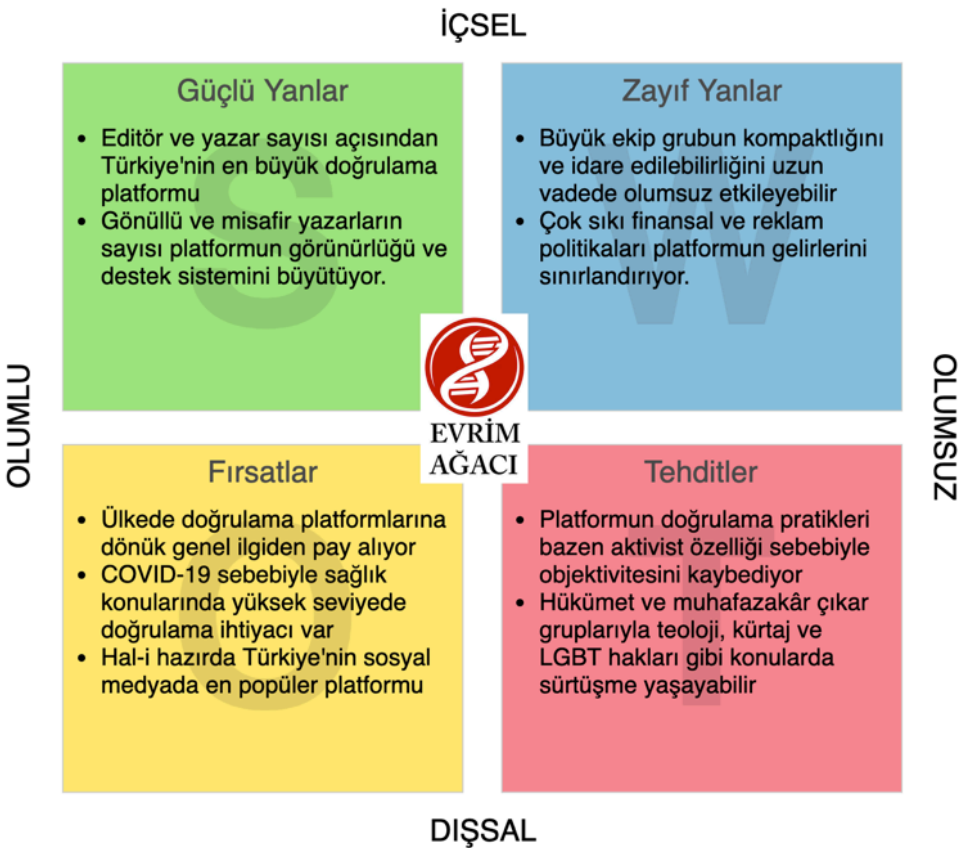 İÇSEL
Güçlü Yanlar
• Editör ve yazar sayısı açısından
Türkiye'nin en büyük doğrulama
platformu
• Gönüllü ve misafir yazarların
sayısı platformun görünürlüğü ve
destek sistemini büyütüyor.
S
Zayıf Yanlar
• Büyük ekip grubun kompaktlığını
ve idare edilebilirliğini uzun
vadede olumsuz etkileyebilir
• Çok sıkı finansal ve reklam
politikaları platformun gelirlerini
sınırlandırıyor.
W
OLUMLU
EVRİM
AĞACI
OLUMSUZ
Fırsatlar
• Ülkede doğrulama platformlarına
dönük genel ilgiden pay alıyor
• COVID-19 sebebiyle sağlık
konularında yüksek seviyede
doğrulama ihtiyacı var
• Hal-i hazırda Türkiye'nin sosyal
medyada en popüler platformu
O
Tehditler
• Platformun doğrulama pratikleri
bazen aktivist özelliği sebebiyle
objektivitesini kaybediyor
• Hükümet ve muhafazakâr çıkar
gruplarıyla teoloji, kürtaj ve
LGBT hakları gibi konularda
sürtüşme yaşayabilir
T
DIŞSAL